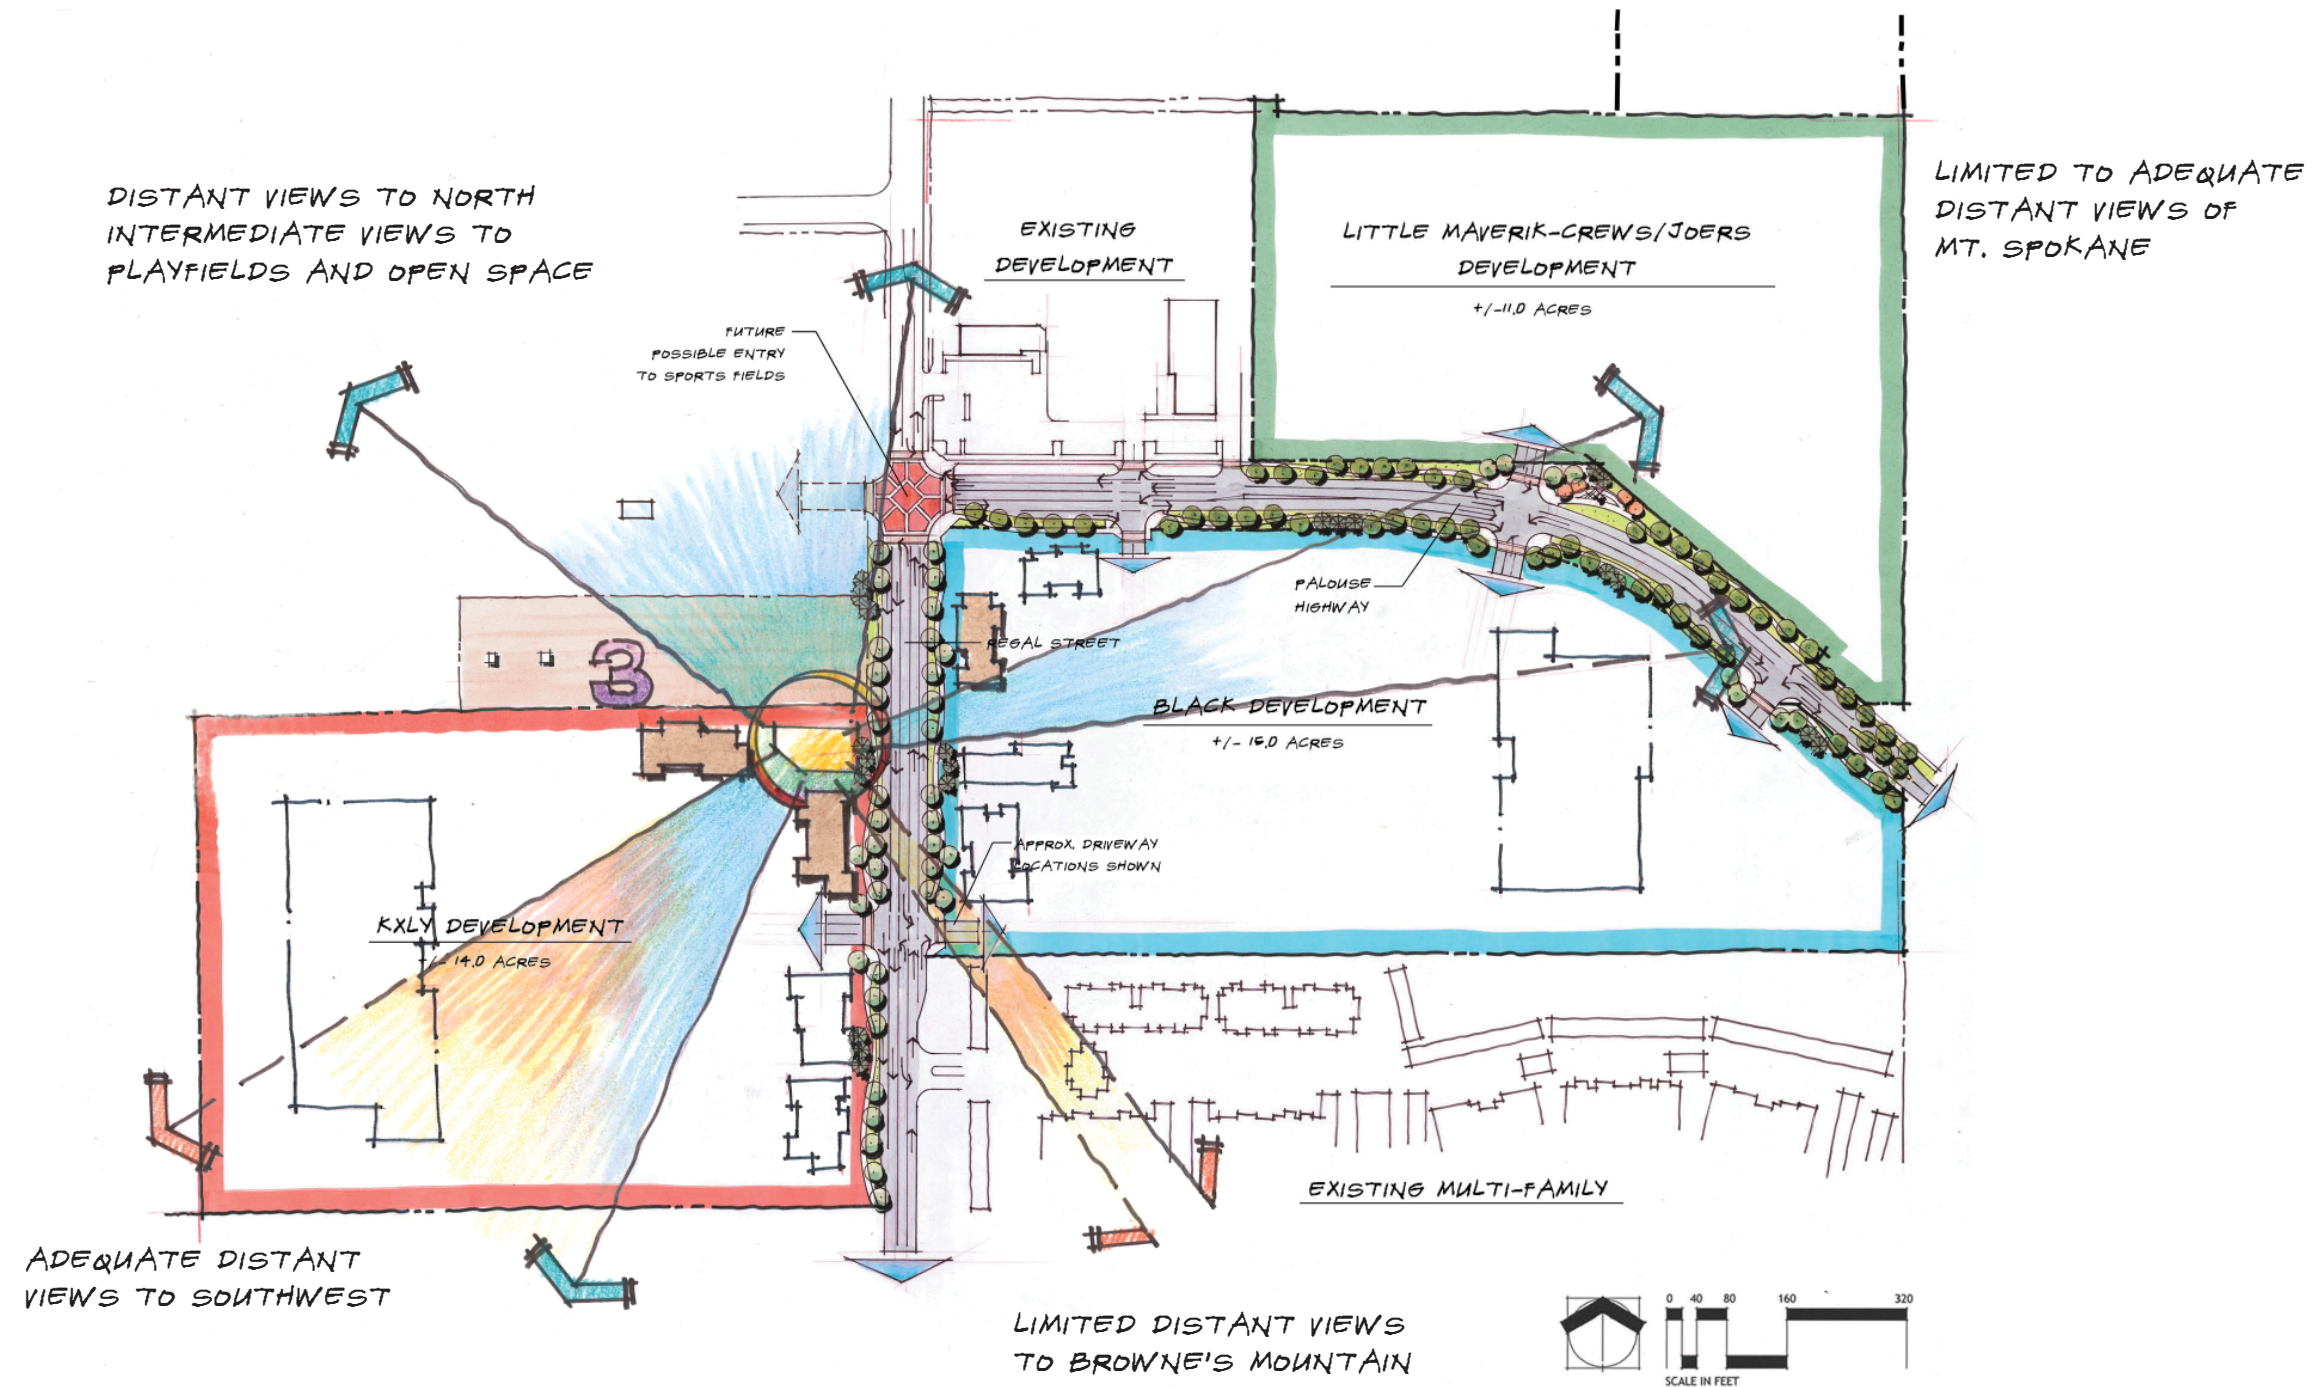 DISTANT VIEWS TO NORTH
INTERMEDIATE VIEWS TO
PLAYFIELDS AND OPEN SPACE
EXISTING
DEVELOPMENT
LITTLE MAVERIK-CREWS/JOERS
DEVELOPMENT
+/-11.0 ACRES
LIMITED TO ADEQUATE
DISTANT VIEWS OF
MT. SPOKANE
FUTURE
POSSIBLE ENTRY
TO SPORTS FIELDS
PALOUSE
HIGHWAY
REGAL STREET
3
BLACK DEVELOPMENT
+/- 15.0 ACRES
APPROX. DRIVEWAY
LOCATIONS SHOWN
KXLY DEVELOPMENT
+/- 14.0 ACRES
EXISTING MULTI-FAMILY
ADEQUATE DISTANT
VIEWS TO SOUTHWEST
LIMITED DISTANT VIEWS
TO BROWNE'S MOUNTAIN
0 40 80 160 320
SCALE IN FEET